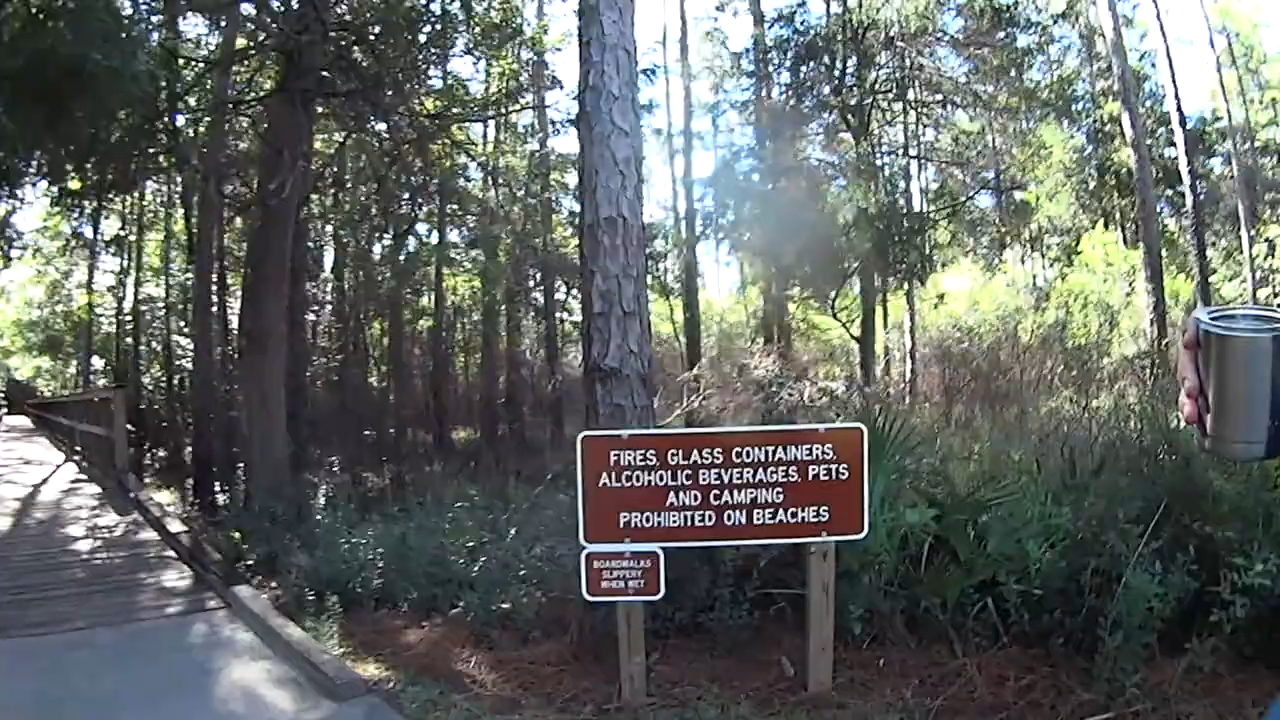 FIRES, GLASS CONTAINERS,
ALCOHOLIC BEVERAGES, PETS
AND CAMPING
PROHIBITED ON BEACHES
BOARDWALKS
SLIPPERY
WHEN WET